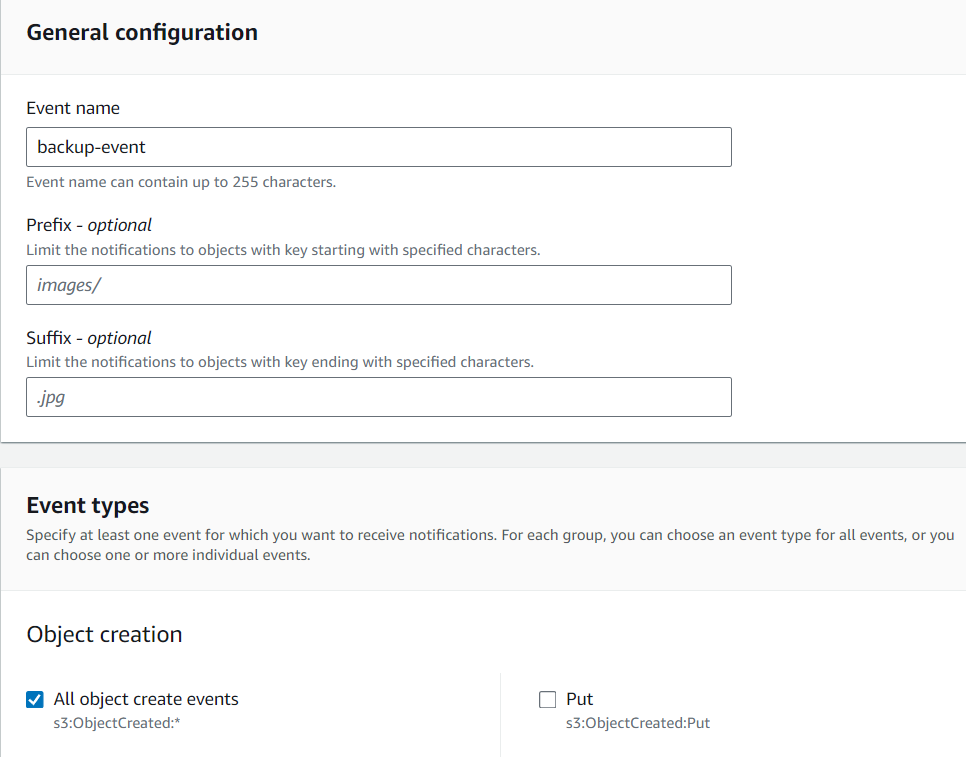 General configuration
Event name
backup-event
Event name can contain up to 255 characters.
Prefix - optional
Limit the notifications to objects with key starting with specified characters.
images/
Suffix - optional
Limit the notifications to objects with key ending with specified characters.
.jpg
Event types
Specify at least one event for which you want to receive notifications. For each group, you can choose an event type for all events, or you
can choose one or more individual events.
Object creation
All object create events
s3:ObjectCreated:*
Put
s3:ObjectCreated:Put